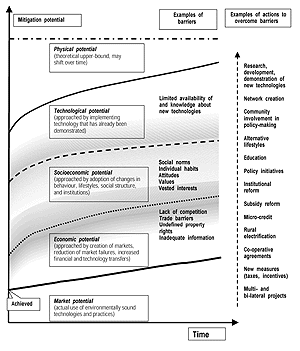 Mitigation potential
Examples of
barriers
Examples of actions to
overcome barriers
Physical potential
(theoretical upper-bound, may
shift over time)
Technological potential
(approached by implementing
technology that has already been
demonstrated)
Socioeconomic potential
(approached by adoption of changes in
behaviour, lifestyles, social structure,
and institutions)
Economic potential
(approached by creation of markets,
reduction of market failures, increased
financial and technology transfers)
Achieved
Market potential
(actual use of environmentally sound
technologies and practices)
Limited availability of
and knowledge about
new technologies
Social norms
Individual habits
Attitudes
Values
Vested interests
Lack of competition
Trade barriers
Undefined property
rights
Inadequate information
Research,
development,
demonstration of
new technologies
Network creation
Community
involvement in
policy-making
Alternative
lifestyles
Education
Policy initiatives
Institutional
reform
Subsidy reform
Micro-credit
Rural
electrification
Co-operative
agreements
New measures
(taxes, incentives)
Multi- and
bi-lateral projects
Time